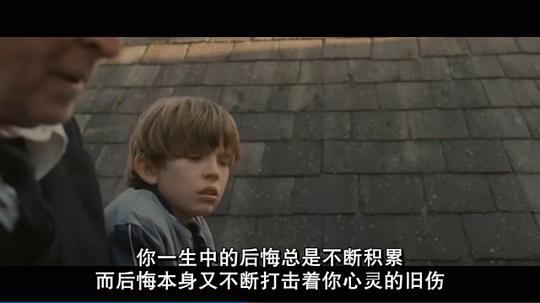 你一生中的后悔总是不断积累
而后悔本身又不断打击着你心灵的旧伤